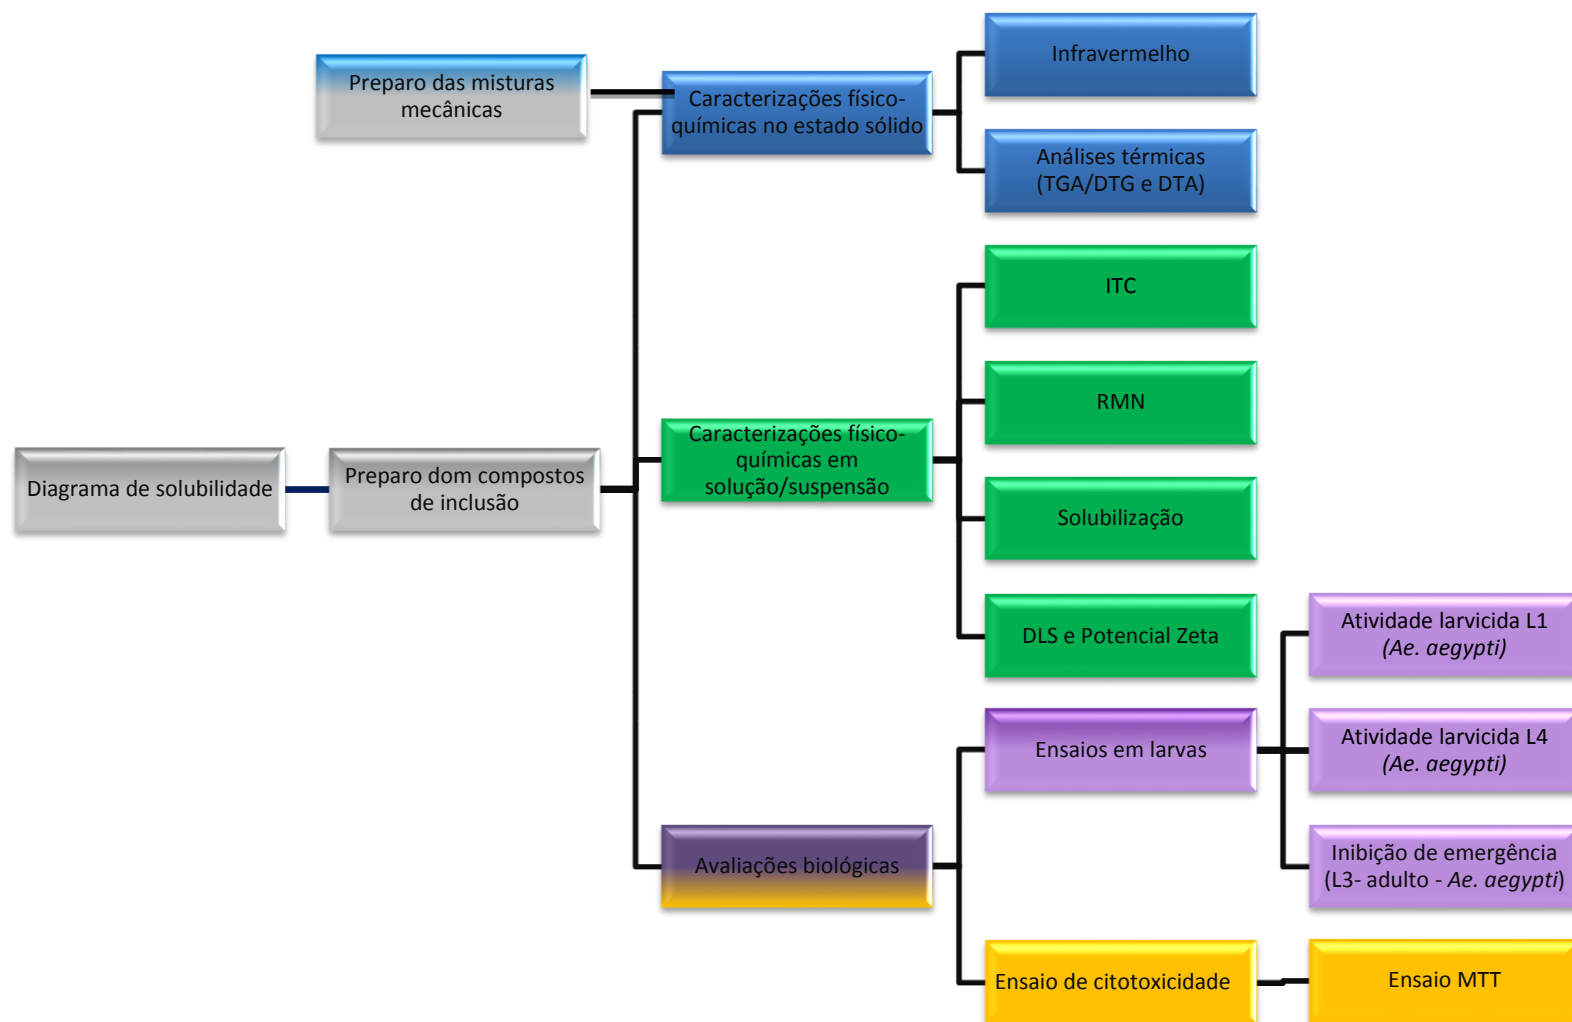 Infravermelho
Preparo das misturas
mecânicas
Caracterizações físico-
químicas no estado sólido
Análises térmicas
(TGA/DTG e DTA)
ITC
RMN
Caracterizações físico-
químicas em
solução/suspensão
Diagrama de solubilidade
Preparo dom compostos
de inclusão
Solubilização
DLS e Potencial Zeta
Atividade larvicida L1
(Ae. aegypti)
Ensaios em larvas
Atividade larvicida L4
(Ae. aegypti)
Avaliações biológicas
Inibição de emergência
(L3- adulto - Ae. aegypti)
Ensaio de citotoxicidade
Ensaio MTT